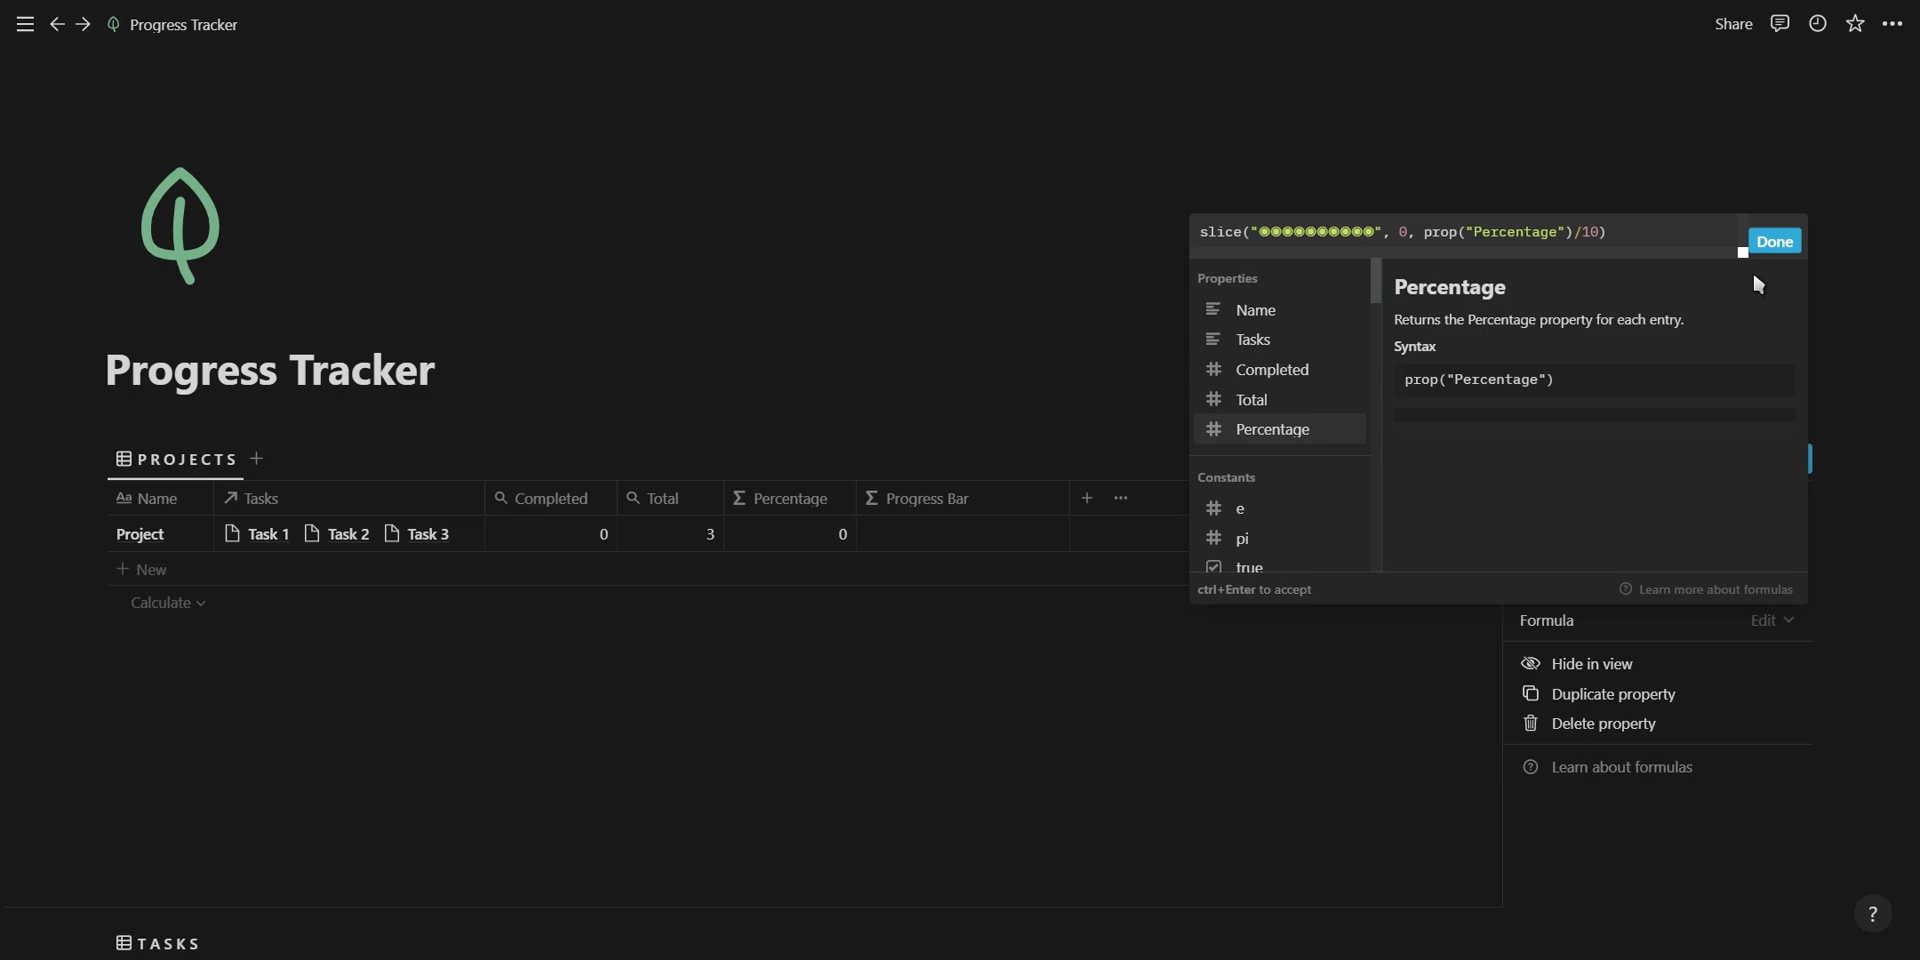 Progress Tracker
Share
slice("◉◉◉◉◉◉◉◉◉◉", 0, prop("Percentage")/10)
Done
Properties
Name
Tasks
Completed
Total
Percentage
Constants
e
pi
true
Percentage
Returns the Percentage property for each entry.
Syntax
prop("Percentage")
ctrl+Enter to accept
Learn more about formulas
Progress Tracker
PROJECTS
Aa Name Tasks Completed Total Σ Percentage Σ Progress Bar
Project Task 1 Task 2 Task 3 0 3 0
New
Calculate
Formula Edit
Hide in view
Duplicate property
Delete property
Learn about formulas
?
TASKS